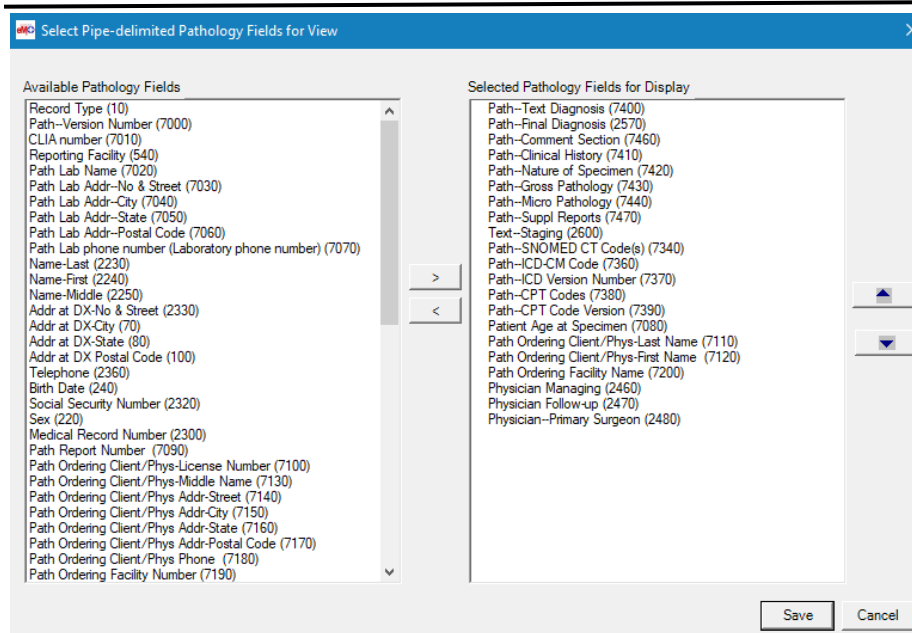 Select Pipe-delimited Pathology Fields for View
Available Pathology Fields
Record Type (10)
Path--Version Number (7000)
CLIA number (7010)
Reporting Facility (540)
Path Lab Name (7020)
Path Lab Addr--No & Street (7030)
Path Lab Addr--City (7040)
Path Lab Addr--State (7050)
Path Lab Addr--Postal Code (7060)
Path Lab phone number (Laboratory phone number) (7070)
Name-Last (2230)
Name-First (2240)
Name-Middle (2250)
Addr at DX-No & Street (2330)
Addr at DX-City (70)
Addr at DX-State (80)
Addr at DX Postal Code (100)
Telephone (2360)
Birth Date (240)
Social Security Number (2320)
Sex (220)
Medical Record Number (2300)
Path Report Number (7090)
Path Ordering Client/Phys-License Number (7100)
Path Ordering Client/Phys-Middle Name (7130)
Path Ordering Client/Phys Addr-Street (7140)
Path Ordering Client/Phys Addr-City (7150)
Path Ordering Client/Phys Addr-State (7160)
Path Ordering Client/Phys Addr-Postal Code (7170)
Path Ordering Client/Phys Phone (7180)
Path Ordering Facility Number (7190)
>
<
Selected Pathology Fields for Display
Path--Text Diagnosis (7400)
Path--Final Diagnosis (2570)
Path--Comment Section (7460)
Path--Clinical History (7410)
Path--Nature of Specimen (7420)
Path--Gross Pathology (7430)
Path--Micro Pathology (7440)
Path--Suppl Reports (7470)
Text--Staging (2600)
Path--SNOMED CT Code(s) (7340)
Path--ICD-CM Code (7360)
Path--ICD Version Number (7370)
Path--CPT Codes (7380)
Path--CPT Code Version (7390)
Patient Age at Specimen (7080)
Path Ordering Client/Phys-Last Name (7110)
Path Ordering Client/Phys-First Name (7120)
Path Ordering Facility Name (7200)
Physician Managing (2460)
Physician Follow-up (2470)
Physician--Primary Surgeon (2480)
Save
Cancel